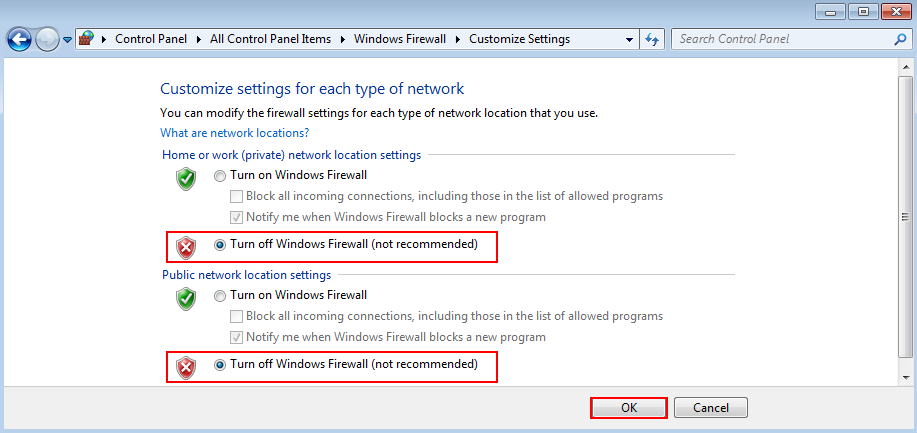 Control Panel ▸ All Control Panel Items ▸ Windows Firewall ▸ Customize Settings
Search Control Panel
Customize settings for each type of network
You can modify the firewall settings for each type of network location that you use.
What are network locations?
Home or work (private) network location settings
Turn on Windows Firewall
Block all incoming connections, including those in the list of allowed programs
Notify me when Windows Firewall blocks a new program
Turn off Windows Firewall (not recommended)
Public network location settings
Turn on Windows Firewall
Block all incoming connections, including those in the list of allowed programs
Notify me when Windows Firewall blocks a new program
Turn off Windows Firewall (not recommended)
OK
Cancel